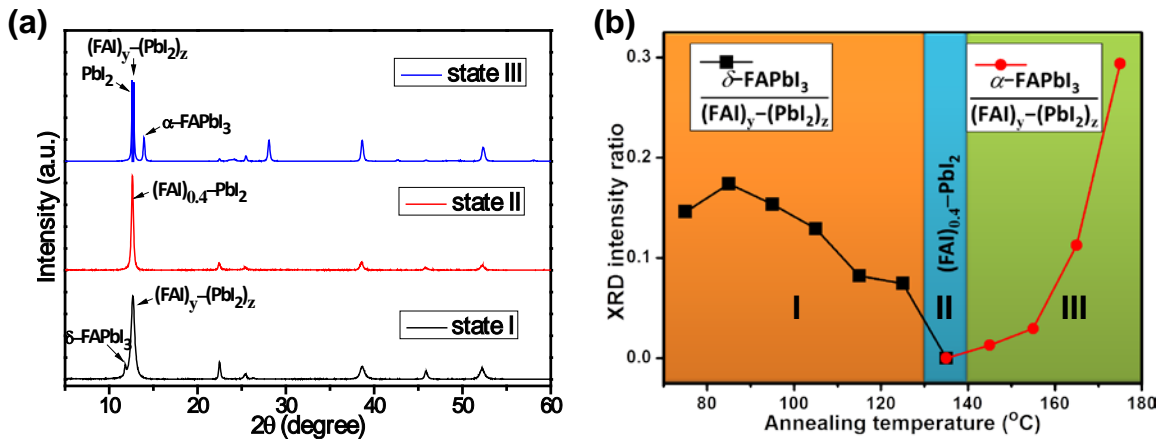 (a)
(FAI)y–(PbI2)z
PbI2
α–FAPbI3
state III
(FAI)0.4–PbI2
state II
(FAI)y–(PbI2)z
δ–FAPbI3
state I
Intensity (a.u.)
10 20 30 40 50 60
2θ (degree)
(b)
0.3
0.2
0.1
0.0
XRD intensity ratio
δ–FAPbI3
(FAI)y–(PbI2)z
α–FAPbI3
(FAI)y–(PbI2)z
(FAI)0.4–PbI2
I II III
80 100 120 140 160 180
Annealing temperature (°C)